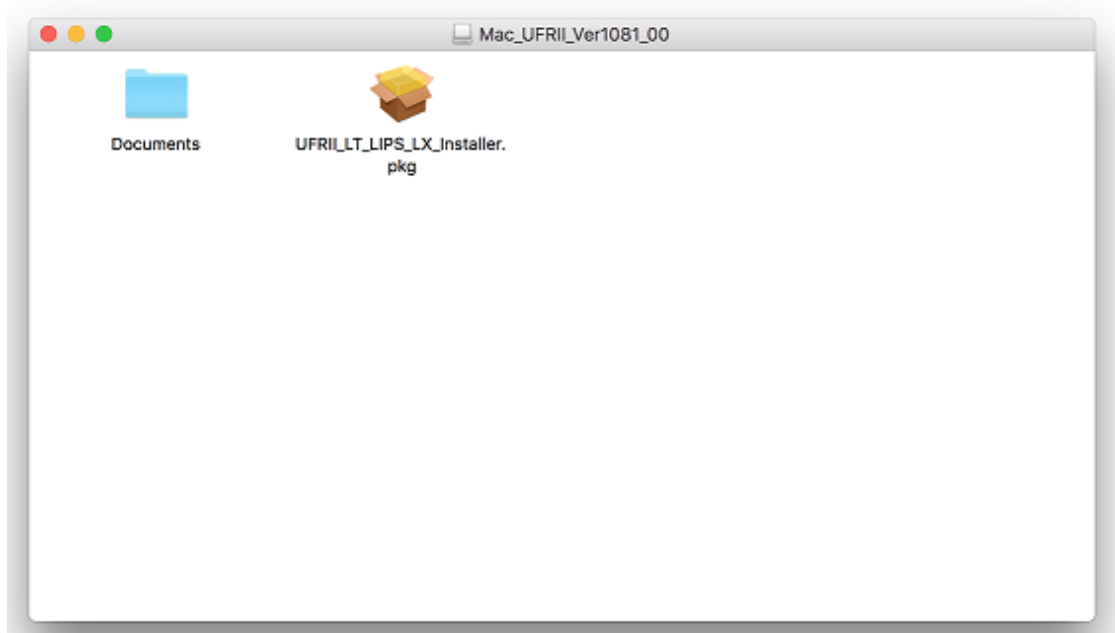 Mac_UFRII_Ver1081_00
Documents
UFRII_LT_LIPS_LX_Installer.
pkg